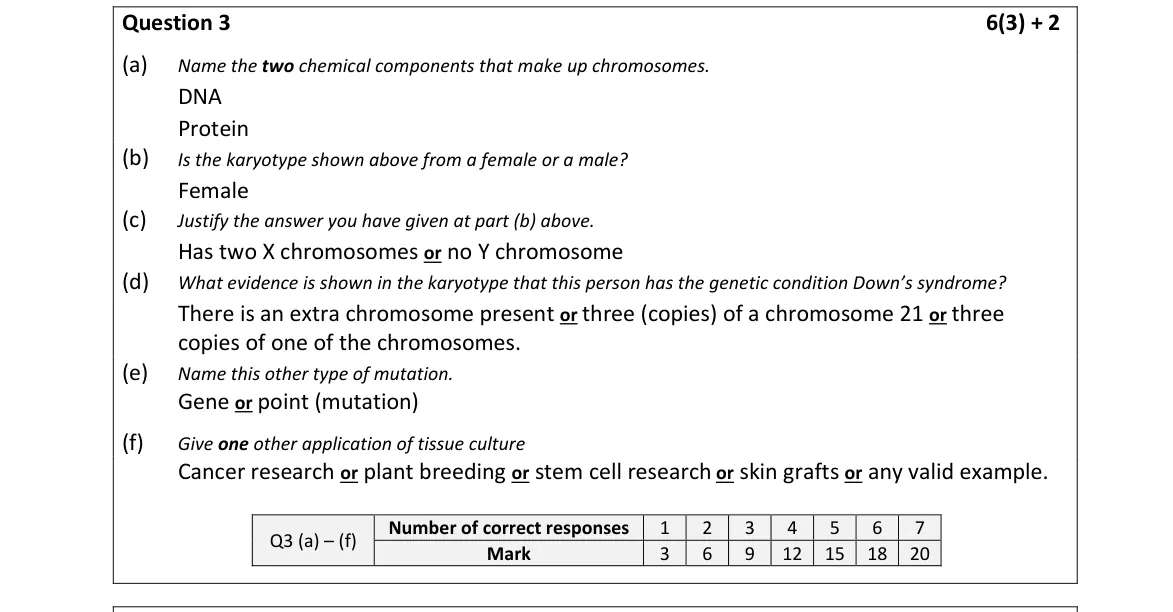 Question 3 6(3) + 2
(a) Name the two chemical components that make up chromosomes.
DNA
Protein
(b) Is the karyotype shown above from a female or a male?
Female
(c) Justify the answer you have given at part (b) above.
Has two X chromosomes or no Y chromosome
(d) What evidence is shown in the karyotype that this person has the genetic condition Down’s syndrome?
There is an extra chromosome present or three (copies) of a chromosome 21 or three
copies of one of the chromosomes.
(e) Name this other type of mutation.
Gene or point (mutation)
(f) Give one other application of tissue culture
Cancer research or plant breeding or stem cell research or skin grafts or any valid example.
Q3 (a) – (f) Number of correct responses 1 2 3 4 5 6 7
Mark 3 6 9 12 15 18 20